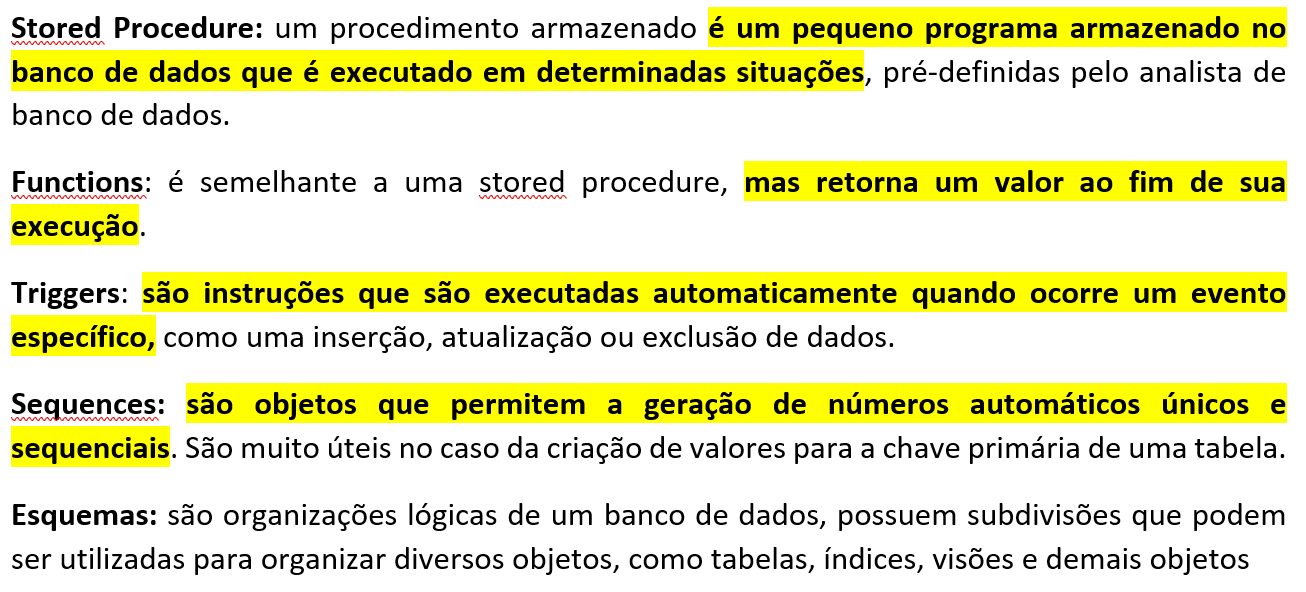 Stored Procedure: um procedimento armazenado é um pequeno programa armazenado no
banco de dados que é executado em determinadas situações, pré-definidas pelo analista de
banco de dados.
Functions: é semelhante a uma stored procedure, mas retorna um valor ao fim de sua
execução.
Triggers: são instruções que são executadas automaticamente quando ocorre um evento
específico, como uma inserção, atualização ou exclusão de dados.
Sequences: são objetos que permitem a geração de números automáticos únicos e
sequenciais. São muito úteis no caso da criação de valores para a chave primária de uma tabela.
Esquemas: são organizações lógicas de um banco de dados, possuem subdivisões que podem
ser utilizadas para organizar diversos objetos, como tabelas, índices, visões e demais objetos